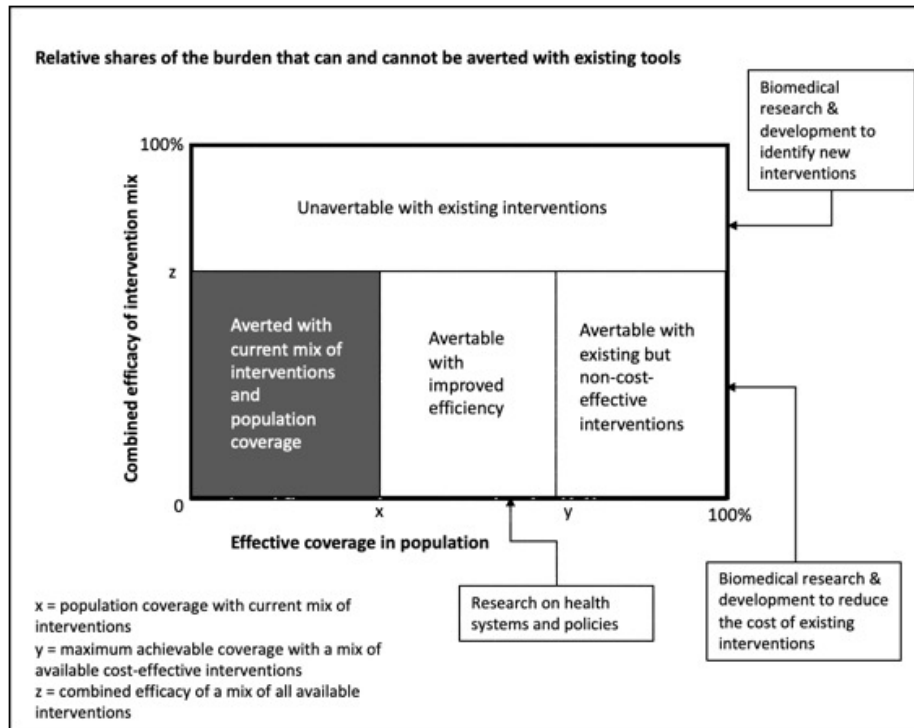 Relative shares of the burden that can and cannot be averted with existing tools
Biomedical
research &
development to
identify new
interventions
100%
Unavertable with existing interventions
Combined efficacy of intervention mix
z
Averted with
current mix of
interventions
and
population
coverage
Avertable
with
improved
efficiency
Avertable with
existing but
non-cost-
effective
interventions
0
x
y
100%
Effective coverage in population
Research on health
systems and policies
Biomedical research &
development to reduce
the cost of existing
interventions
x = population coverage with current mix of
interventions
y = maximum achievable coverage with a mix of
available cost-effective interventions
z = combined efficacy of a mix of all available
interventions